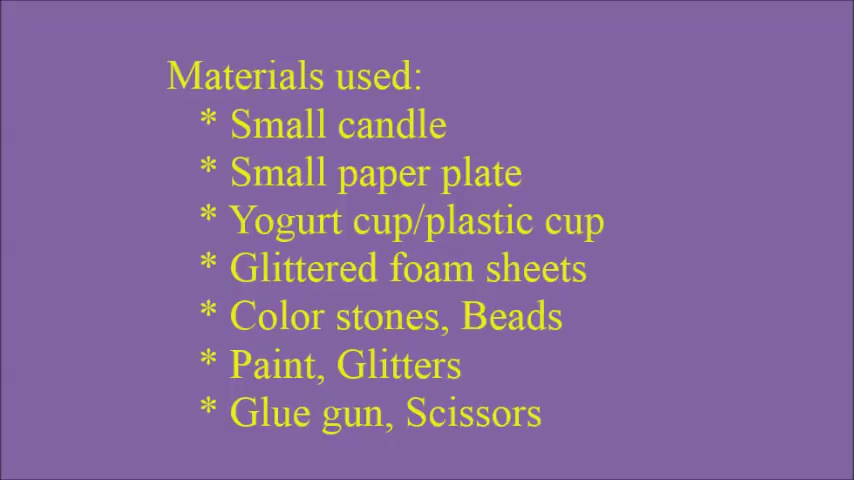 Materials used:
* Small candle
* Small paper plate
* Yogurt cup/plastic cup
* Glittered foam sheets
* Color stones, Beads
* Paint, Glitters
* Glue gun, Scissors